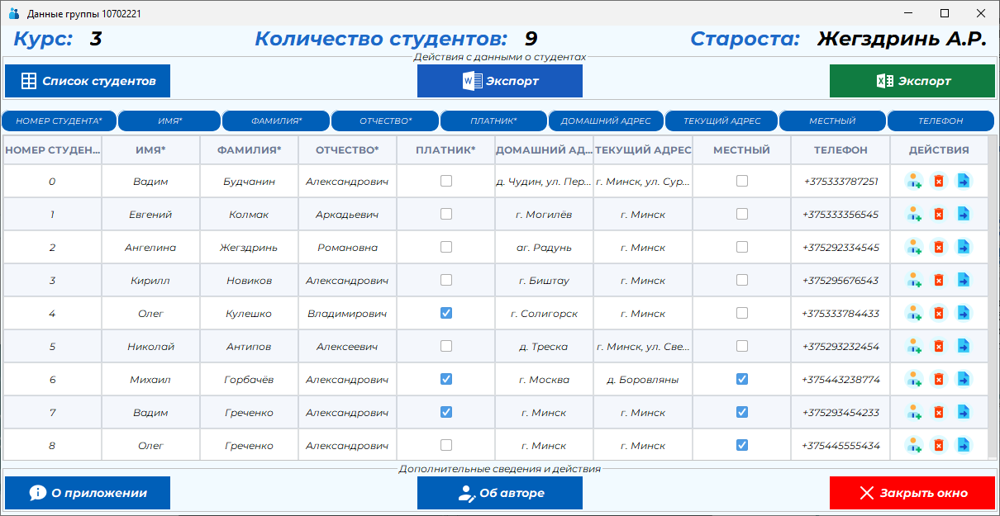 Данные группы 10702221
Курс: 3 Количество студентов: 9 Староста: Жегздринь А.Р.
Действия с данными о студентах
Список студентов Экспорт Экспорт
НОМЕР СТУДЕНТА* ИМЯ* ФАМИЛИЯ* ОТЧЕСТВО* ПЛАТНИК* ДОМАШНИЙ АДРЕС ТЕКУЩИЙ АДРЕС МЕСТНЫЙ ТЕЛЕФОН
НОМЕР СТУДЕН... ИМЯ* ФАМИЛИЯ* ОТЧЕСТВО* ПЛАТНИК* ДОМАШНИЙ АД... ТЕКУЩИЙ АДРЕС МЕСТНЫЙ ТЕЛЕФОН ДЕЙСТВИЯ
0 Вадим Будчанин Александрович д. Чудин, ул. Пер... г. Минск, ул. Сур... +375333787251
1 Евгений Колмак Аркадьевич г. Могилёв г. Минск +375333356545
2 Ангелина Жегздринь Романовна аг. Радунь г. Минск +375292334545
3 Кирилл Новиков Александрович г. Биштау г. Минск +375295676543
4 Олег Кулешко Владимирович г. Солигорск г. Минск +375333784433
5 Николай Антипов Алексеевич д. Треска г. Минск, ул. Све... +375293232454
6 Михаил Горбачёв Александрович г. Москва д. Боровляны +375443238774
7 Вадим Греченко Александрович г. Минск г. Минск +375293454233
8 Олег Греченко Александрович г. Минск г. Минск +375445555434
Дополнительные сведения и действия
О приложении Об авторе Закрыть окно